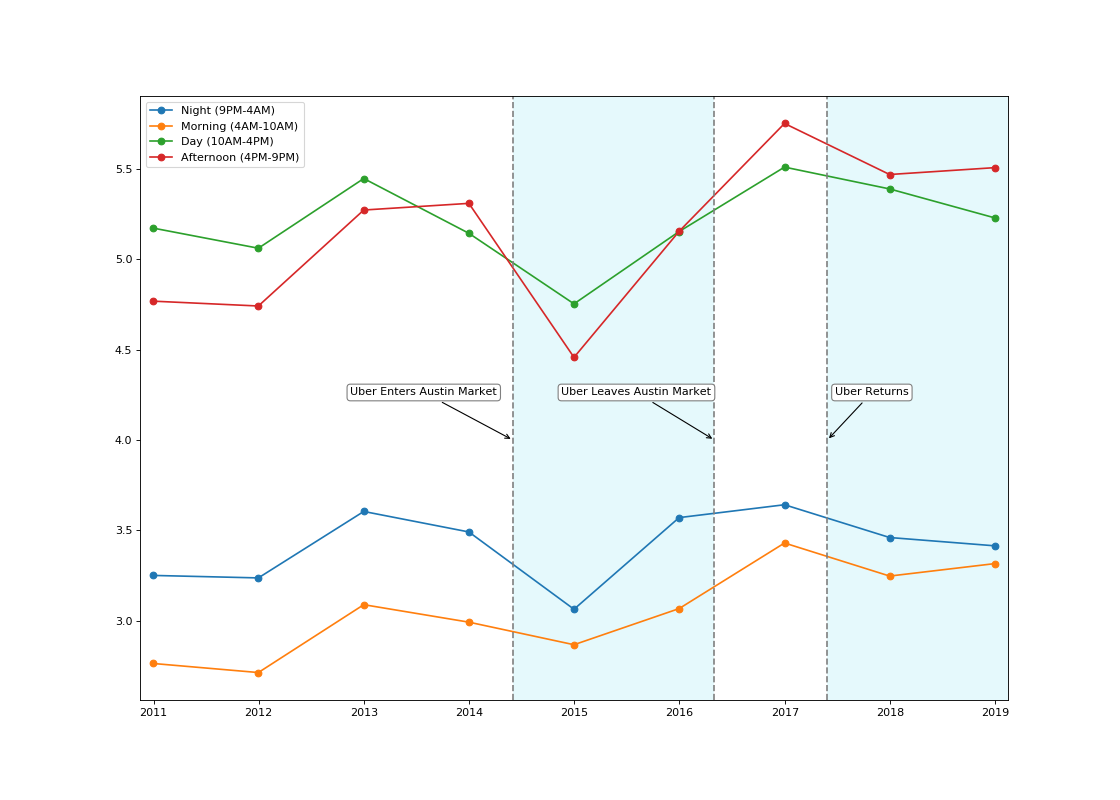 Night (9PM-4AM)
Morning (4AM-10AM)
Day (10AM-4PM)
Afternoon (4PM-9PM)
5.5
5.0
4.5
4.0
3.5
3.0
Uber Enters Austin Market
Uber Leaves Austin Market
Uber Returns
2011 2012 2013 2014 2015 2016 2017 2018 2019